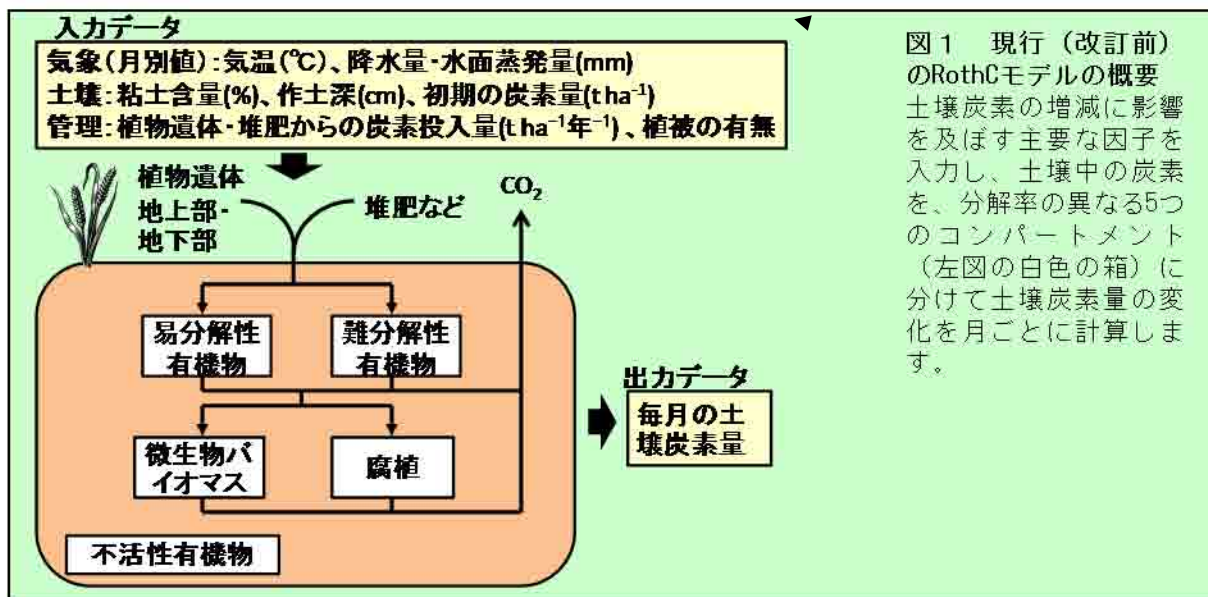 入力データ
気象(月別値):気温(℃)、降水量・水面蒸発量(mm)
土壌:粘土含量(%)、作土深(cm)、初期の炭素量(t ha⁻¹)
管理:植物遺体・堆肥からの炭素投入量(t ha⁻¹年⁻¹)、植被の有無
植物遺体
地上部・
地下部
堆肥など
CO₂
易分解性
有機物
難分解性
有機物
微生物バ
イオマス
腐植
不活性有機物
出力データ
毎月の土
壌炭素量
図1 現行(改訂前)
のRothCモデルの概要
土壌炭素の増減に影響
を及ぼす主要な因子を
入力し、土壌中の炭素
を、分解率の異なる5つ
のコンパートメント
(左図の白色の箱)に
分けて土壌炭素量の変
化を月ごとに計算しま
す。